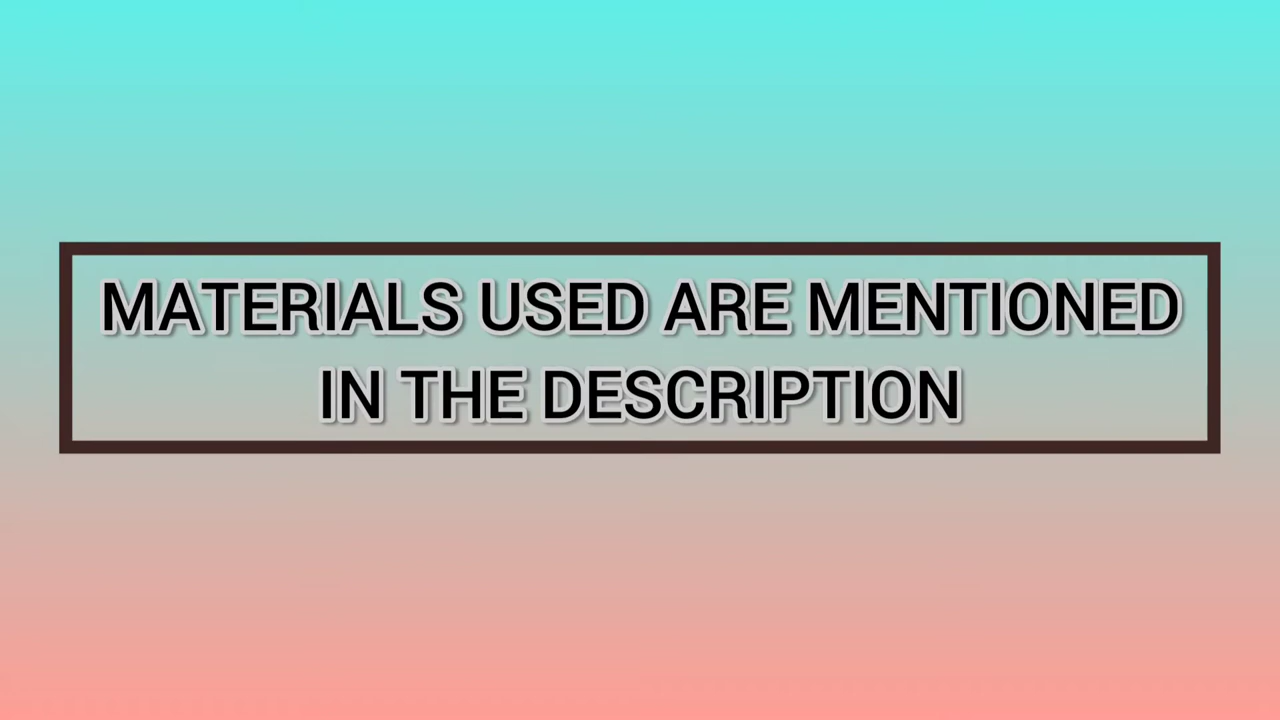 MATERIALS USED ARE MENTIONED
IN THE DESCRIPTION